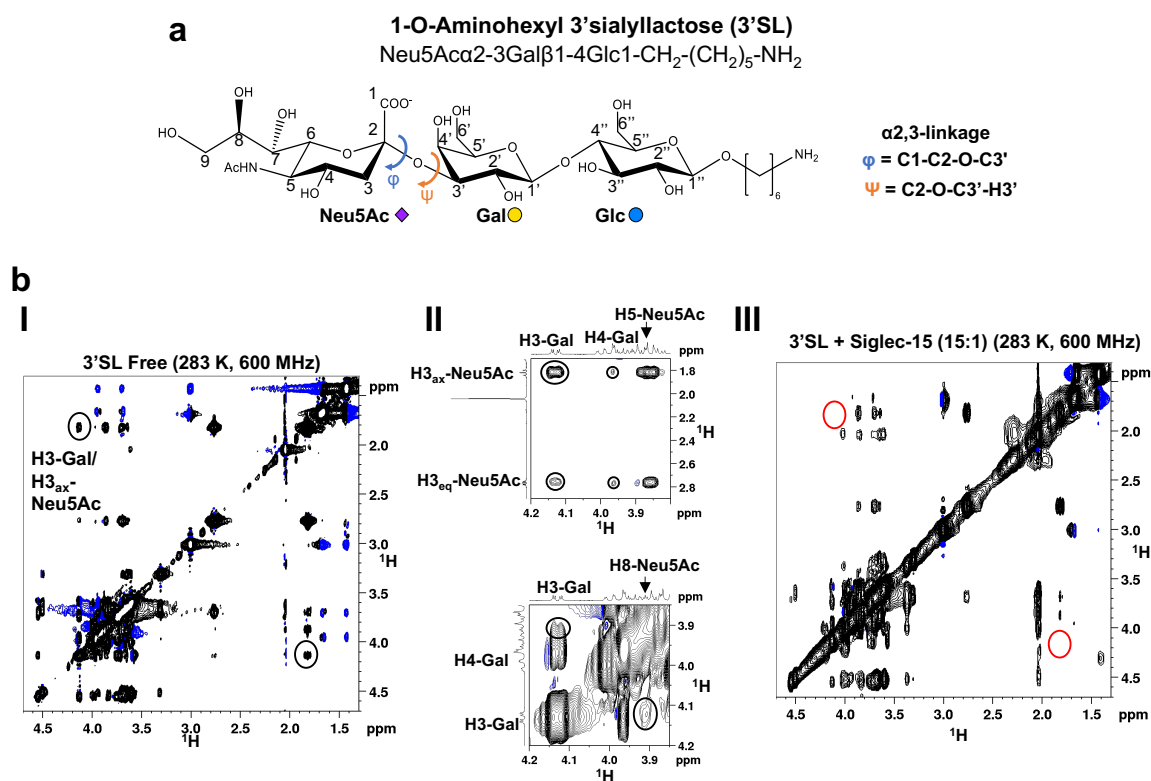 a
1-O-Aminohexyl 3'sialyllactose (3'SL)
Neu5Acα2-3Galβ1-4Glc1-CH2-(CH2)5-NH2
OH
OH
HO
9
8
7
6
5
4
3
2
1
COO-
O
AcHN
HO
O
φ
Ψ
OH
OH
6'
4'
5'
O
3'
2'
1'
OH
O
OH
6''
4''
5''
O
HO
3''
2''
OH
1''
O
6
NH2
Neu5Ac
Gal
Glc
α2,3-linkage
φ = C1-C2-O-C3'
Ψ = C2-O-C3'-H3'
b
I
3'SL Free (283 K, 600 MHz)
H3-Gal/
H3ax-
Neu5Ac
ppm
2.0
2.5
3.0
1H
3.5
4.0
4.5
4.5 4.0 3.5 3.0 2.5 2.0 ppm
1H
II
H5-Neu5Ac
H3-Gal H4-Gal
ppm
H3ax-Neu5Ac
1.8
2.0
2.2
1H
2.4
2.6
H3eq-Neu5Ac
2.8
4.2 4.1 4.0 3.9 ppm
1H
H8-Neu5Ac
H3-Gal
ppm
3.9
H4-Gal
4.0
1H
4.1
H3-Gal
4.2
4.2 4.1 4.0 3.9 ppm
1H
III
3'SL + Siglec-15 (15:1) (283 K, 600 MHz)
ppm
2.0
2.5
3.0
1H
3.5
4.0
4.5
4.5 4.0 3.5 3.0 2.5 2.0 1.5 ppm
1H